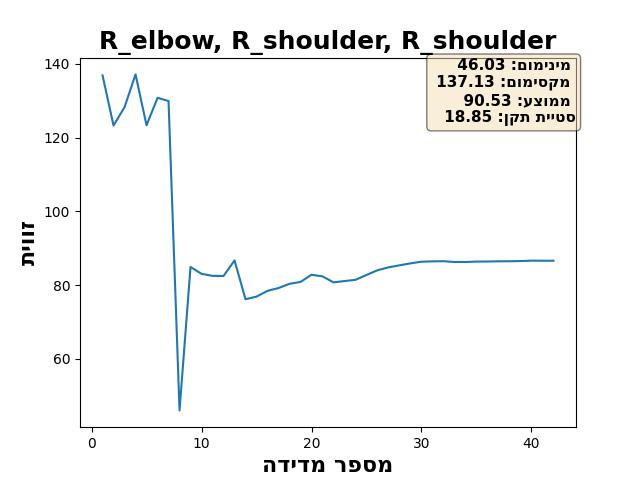 R_elbow, R_shoulder, R_shoulder
מינימום: 46.03
מקסימום: 137.13
ממוצע: 90.53
סטיית תקן: 18.85
זווית
140
120
100
80
60
0 10 20 30 40
מספר מדידה